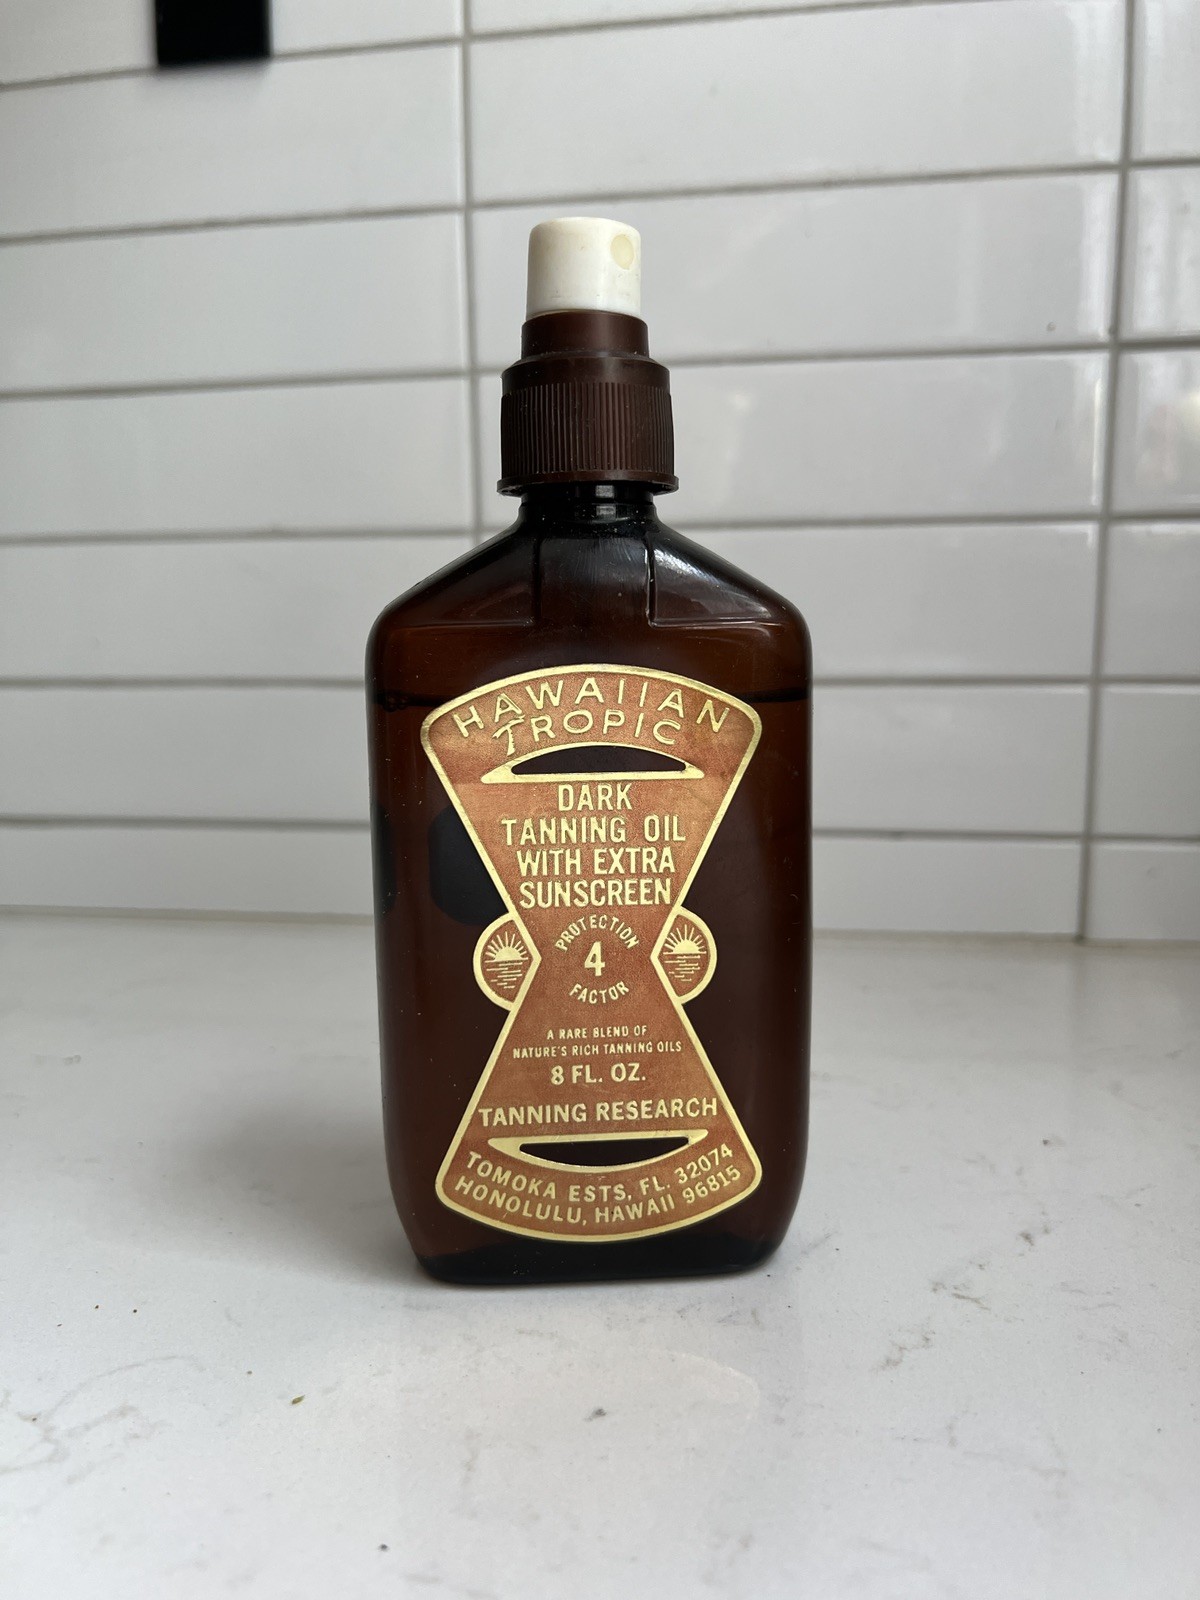 HAWAIIAN
TROPIC
DARK
TANNING OIL
WITH EXTRA
SUNSCREEN
PROTECTION
4
FACTOR
A RARE BLEND OF
NATURE'S RICH TANNING OILS
8 FL. OZ.
TANNING RESEARCH
TOMOKA ESTS, FL. 32074
HONOLULU, HAWAII 96815